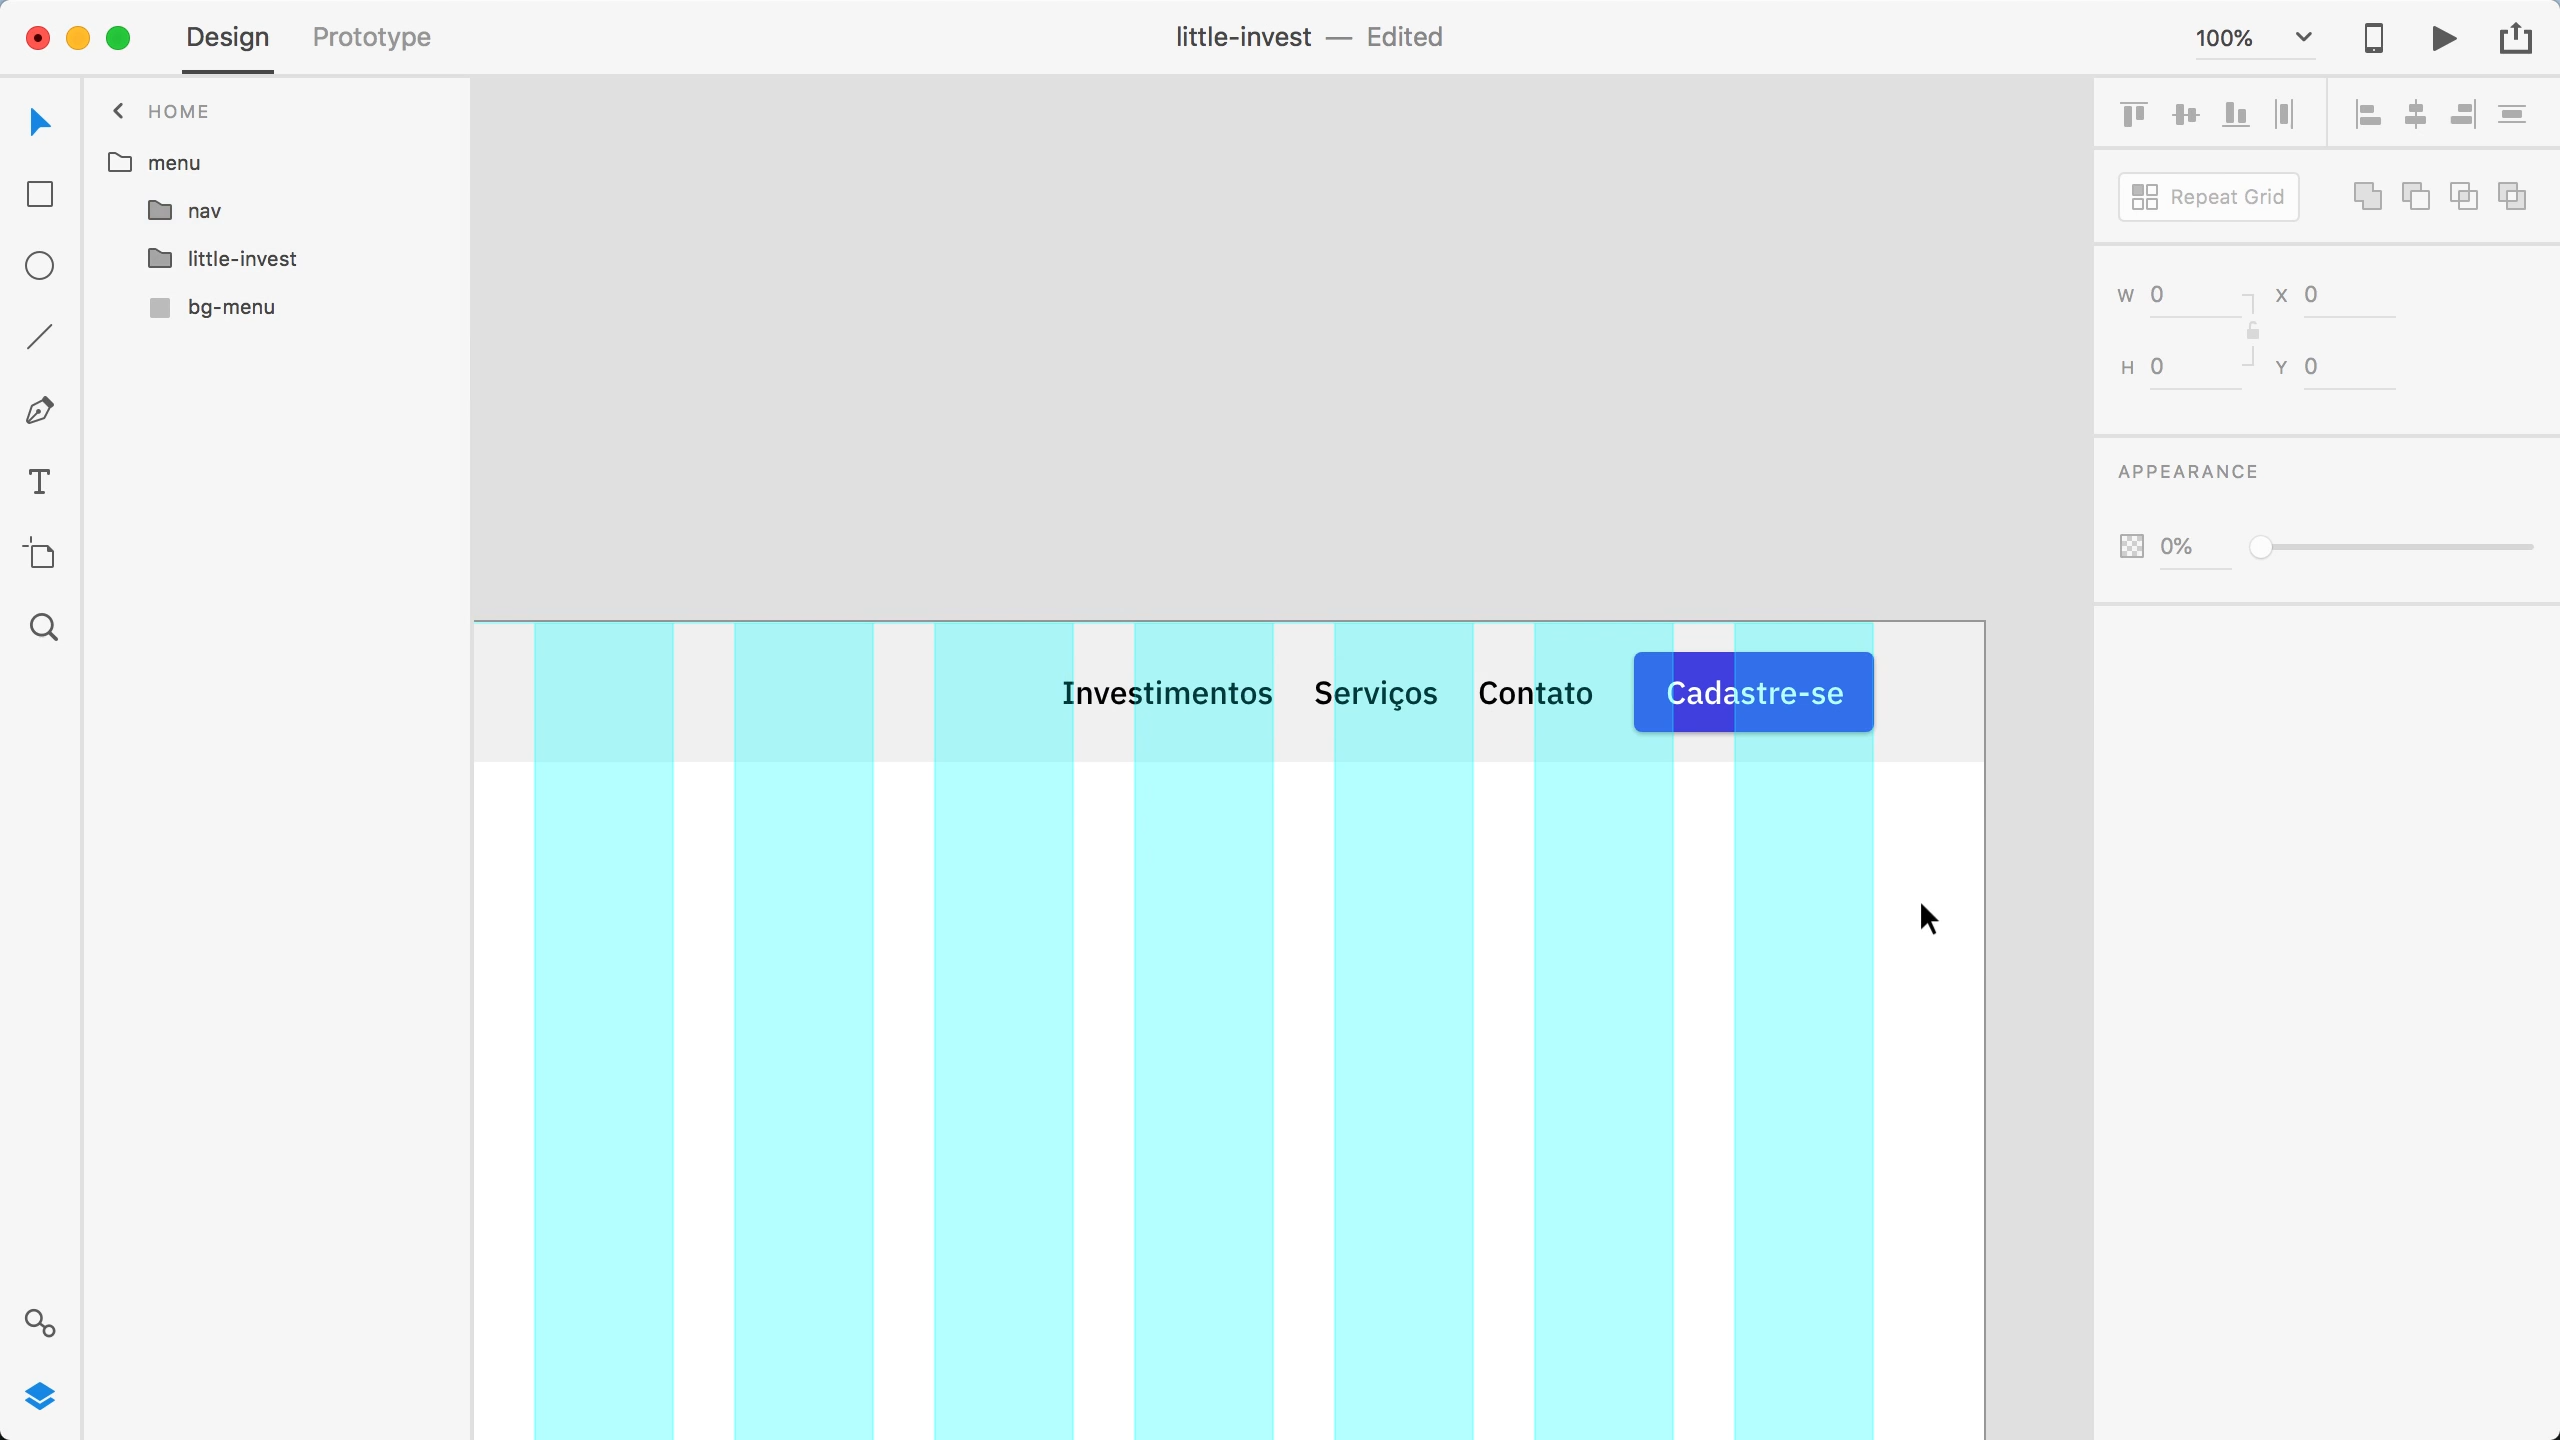 Design Prototype little-invest — Edited 100%
HOME
menu
nav
little-invest
bg-menu
Repeat Grid
W 0 X 0
H 0 Y 0
APPEARANCE
0%
Investimentos Serviços Contato Cadastre-se